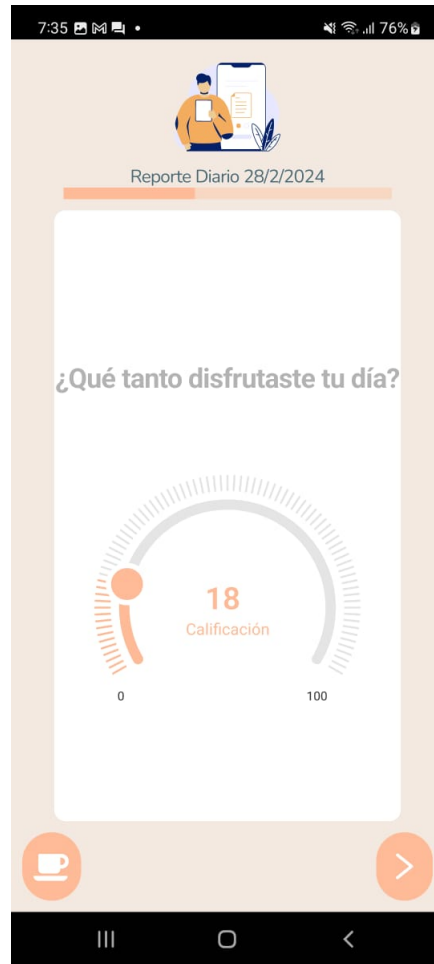 7:35
76%
Reporte Diario 28/2/2024
¿Qué tanto disfrutaste tu día?
18
Calificación
0
100